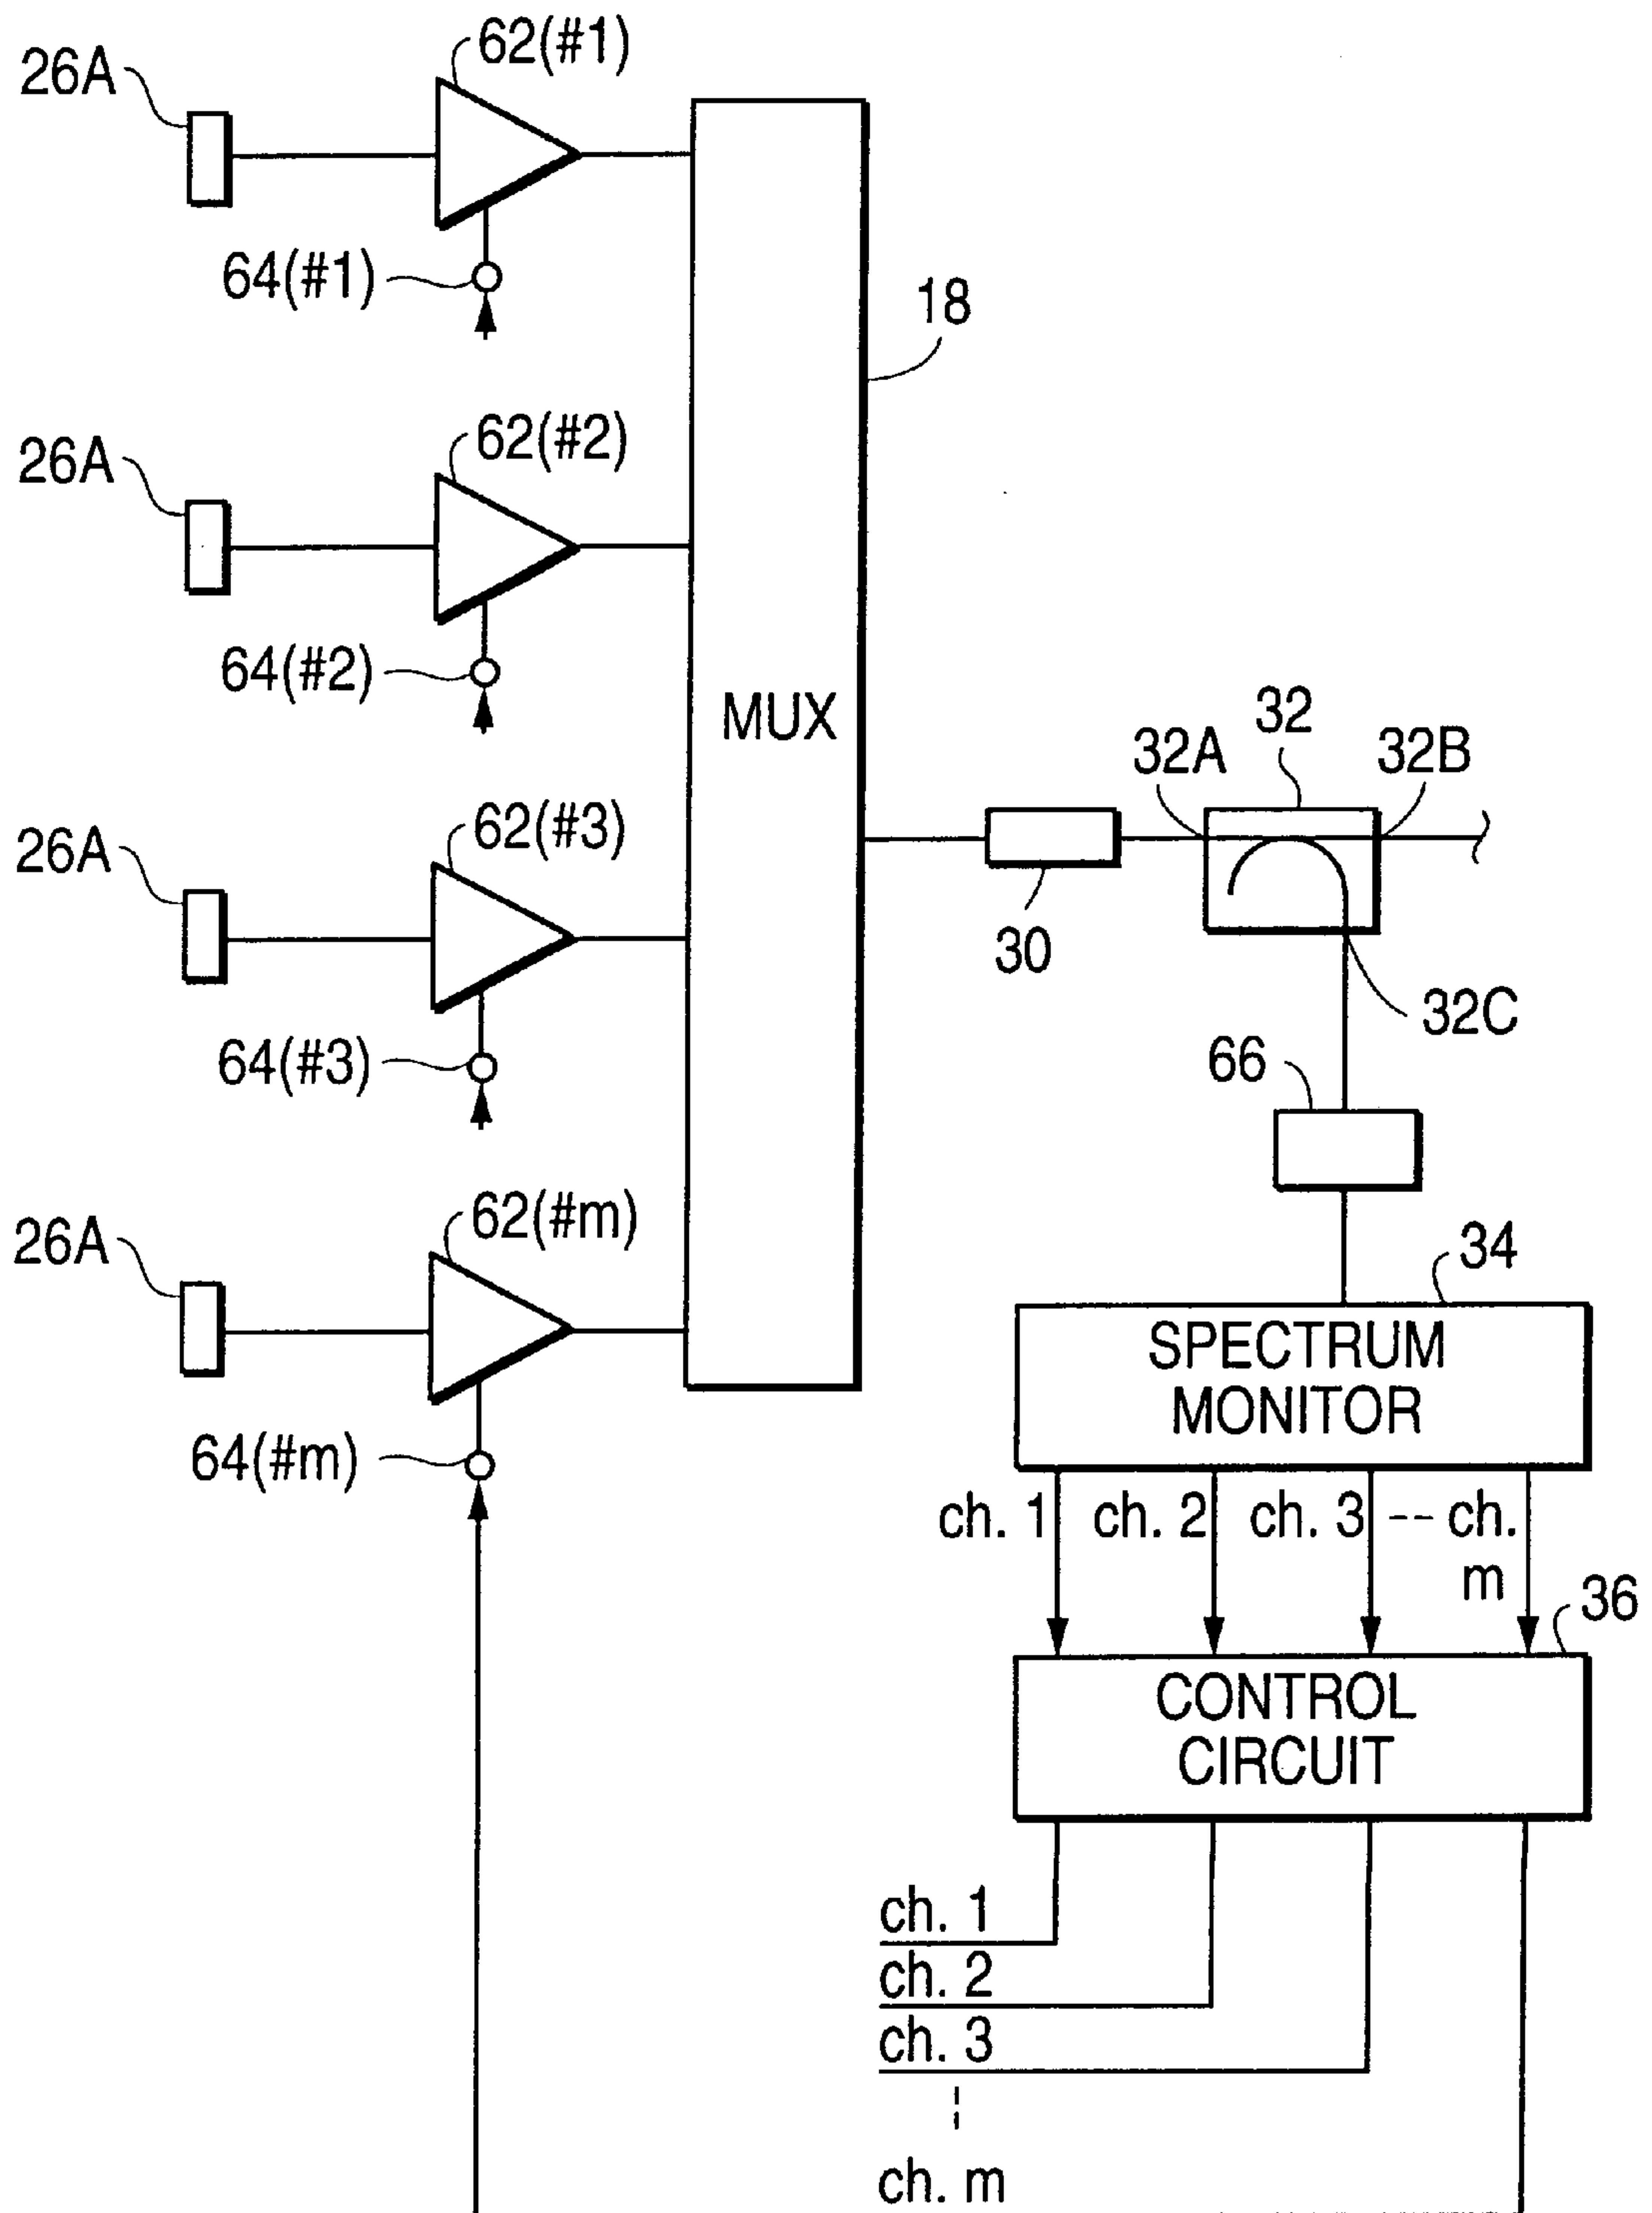 62(#1)
26A
64(#1)
18
62(#2)
26A
64(#2)
MUX
32
32A
32B
62(#3)
26A
30
32C
64(#3)
66
62(#m)
26A
34
SPECTRUM
MONITOR
64(#m)
ch. 1 ch. 2 ch. 3 -- ch.
m
36
CONTROL
CIRCUIT
ch. 1
ch. 2
ch. 3
ch. m